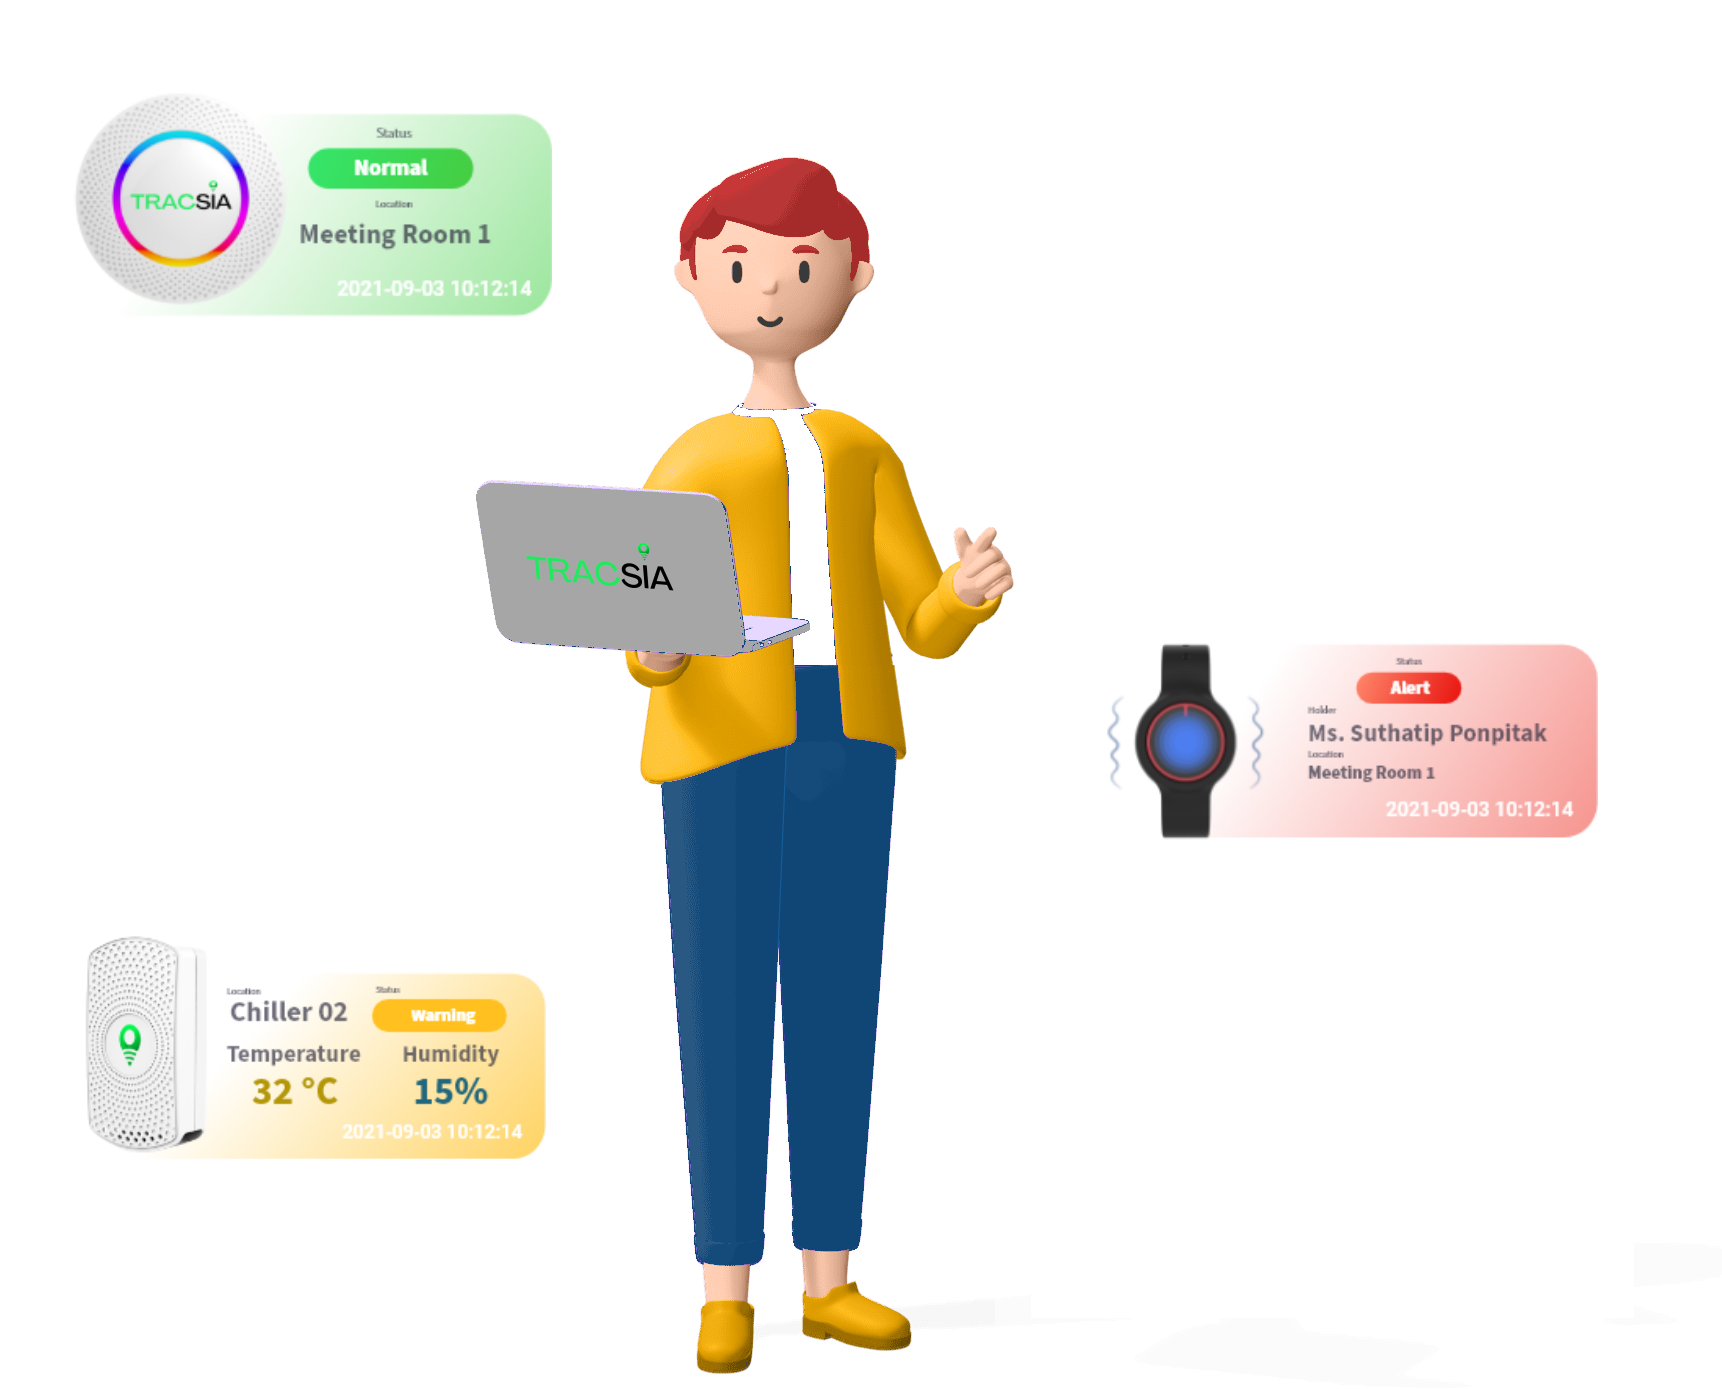 Status
Normal
TRACSIA
Location
Meeting Room 1
2021-09-03 10:12:14
TRACSIA
Status
Alert
Holder
Ms. Suthatip Ponpitak
Location
Meeting Room 1
2021-09-03 10:12:14
Location
Status
Chiller 02
Warning
Temperature
Humidity
32 °C
15%
2021-09-03 10:12:14